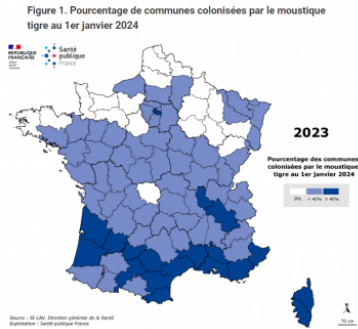 Figure 1. Pourcentage de communes colonisées par le moustique
tigre au 1er janvier 2024
RÉPUBLIQUE
FRANÇAISE
Santé
publique
France
2023
Pourcentage des communes
colonisées par le moustique
tigre au 1er janvier 2024
0%
< 40%
Source : SI LAV, Direction générale de la Santé
Exploitation : Santé publique France
70 km